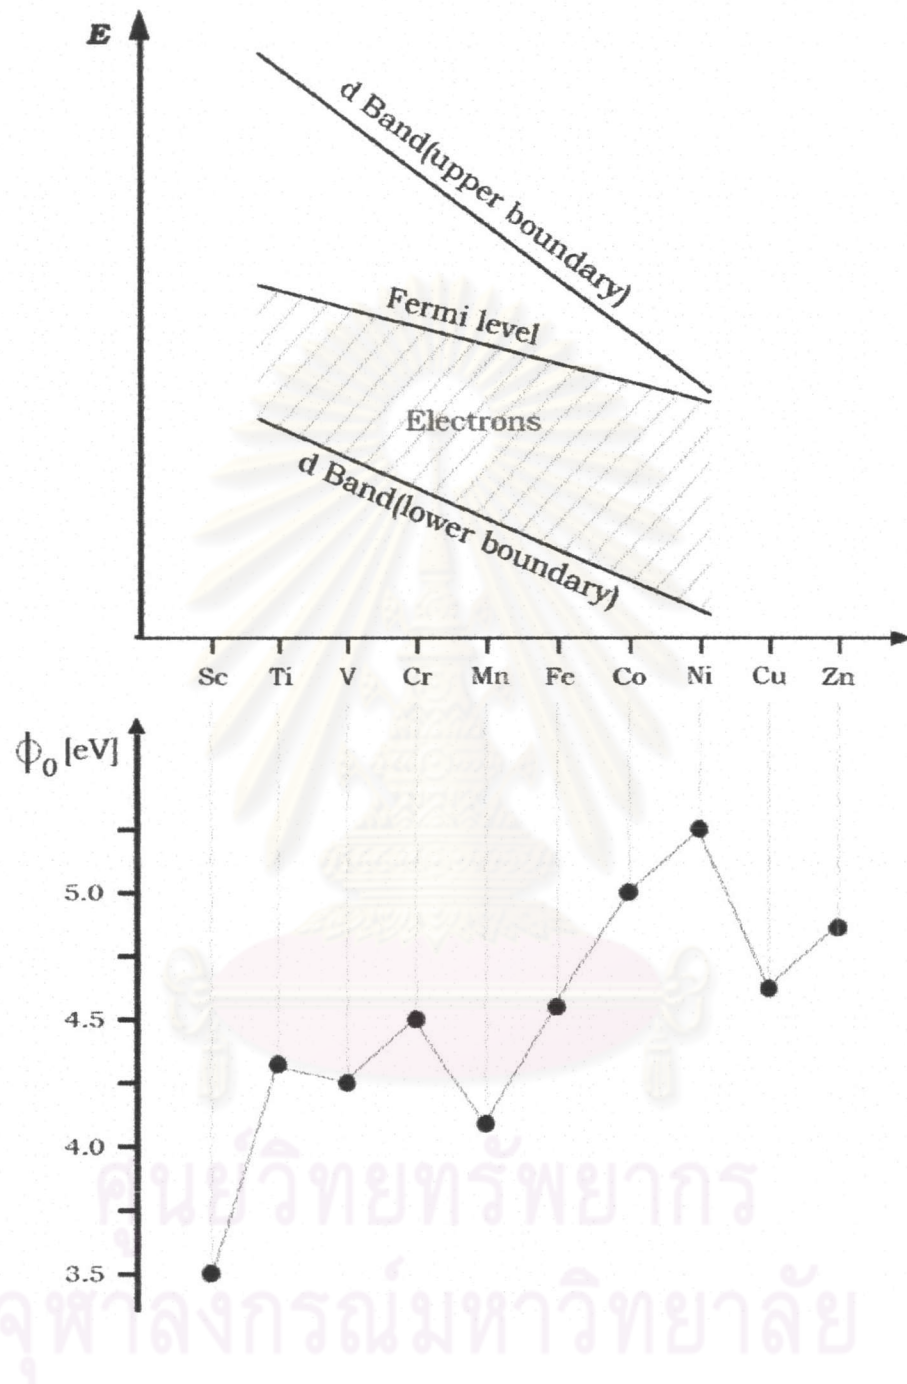 E
d Band(upper boundary)
Fermi level
Electrons
d Band(lower boundary)
Sc Ti V Cr Mn Fe Co Ni Cu Zn
ϕ₀ [eV]
5.0
4.5
4.0
3.5
ศูนย์วิทยทรัพยากร
จุฬาลงกรณ์มหาวิทยาลัย